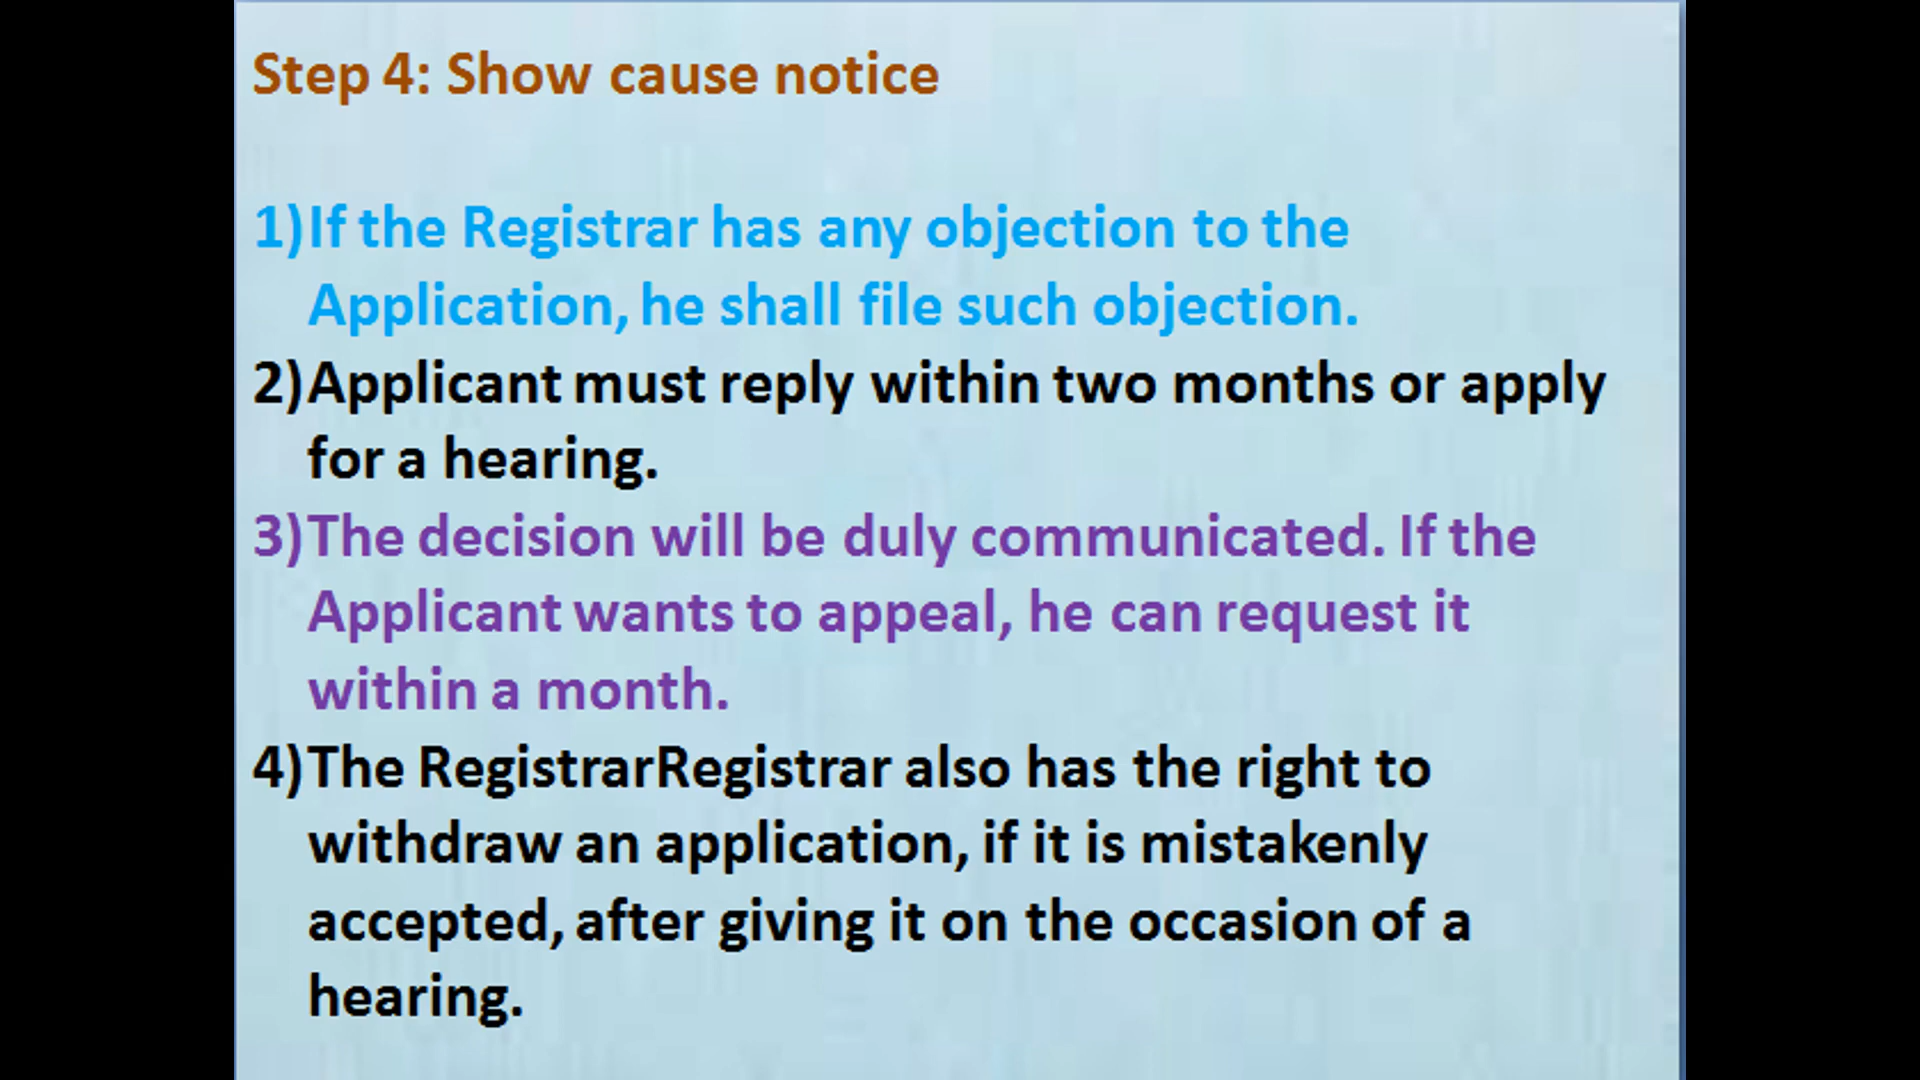 Step 4: Show cause notice
1)If the Registrar has any objection to the
Application, he shall file such objection.
2)Applicant must reply within two months or apply
for a hearing.
3)The decision will be duly communicated. If the
Applicant wants to appeal, he can request it
within a month.
4)The RegistrarRegistrar also has the right to
withdraw an application, if it is mistakenly
accepted, after giving it on the occasion of a
hearing.